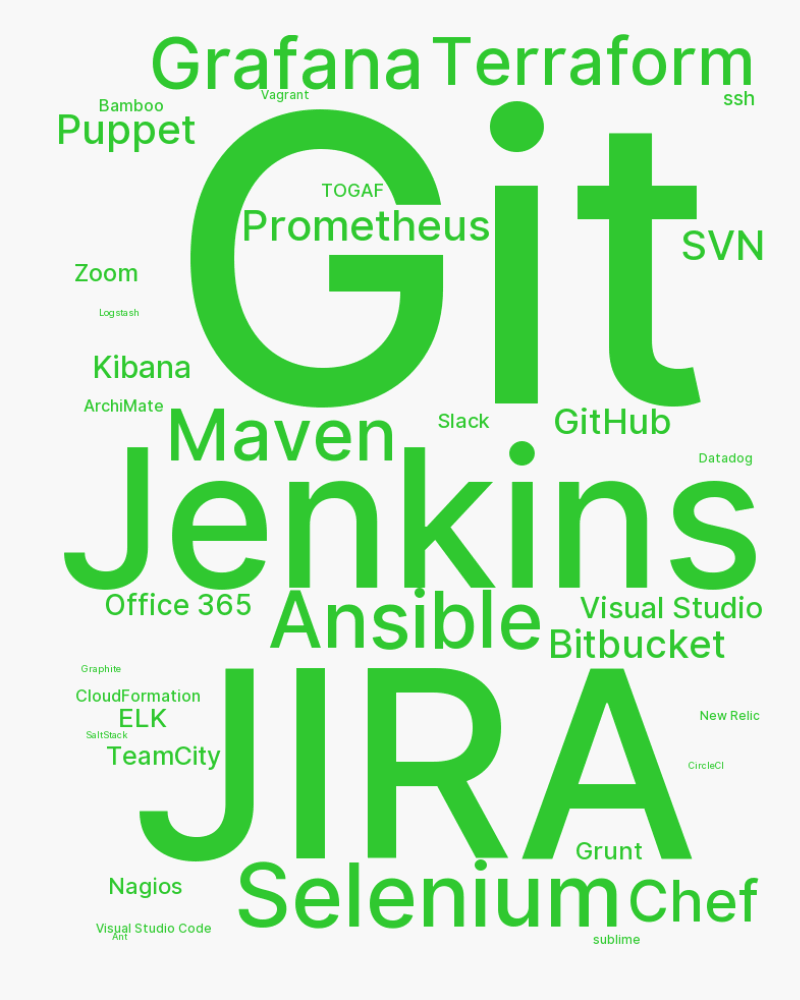 Grafana
Terraform
Vagrant
ssh
Bamboo
Puppet
Git
TOGAF
Prometheus
SVN
Zoom
Logstash
Kibana
ArchiMate
Maven
Slack
GitHub
Datadog
Jenkins
Office 365
Ansible
Visual Studio
Bitbucket
Graphite
CloudFormation
ELK
New Relic
SaltStack
TeamCity
CircleCI
JIRA
Grunt
Nagios
Selenium
Chef
Visual Studio Code
Ant
sublime